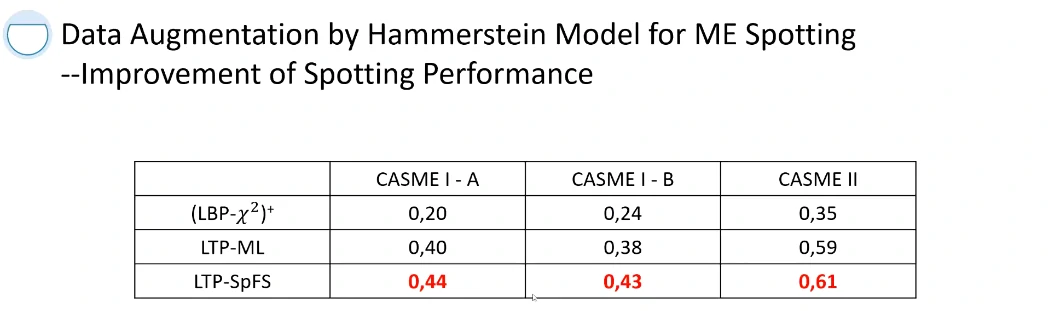 Data Augmentation by Hammerstein Model for ME Spotting
--Improvement of Spotting Performance
CASME I - A CASME I - B CASME II
(LBP-χ²)⁺ 0,20 0,24 0,35
LTP-ML 0,40 0,38 0,59
LTP-SpFS 0,44 0,43 0,61